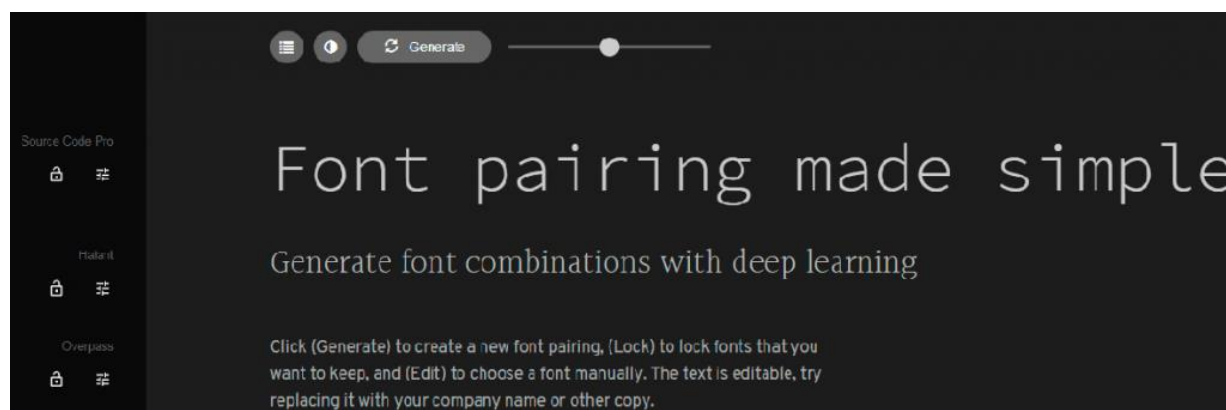 Generate
Source Code Pro
Font pairing made simple
Halant
Generate font combinations with deep learning
Overpass
Click (Generate) to create a new font pairing, (Lock) to lock fonts that you
want to keep, and (Edit) to choose a font manually. The text is editable, try
replacing it with your company name or other copy.